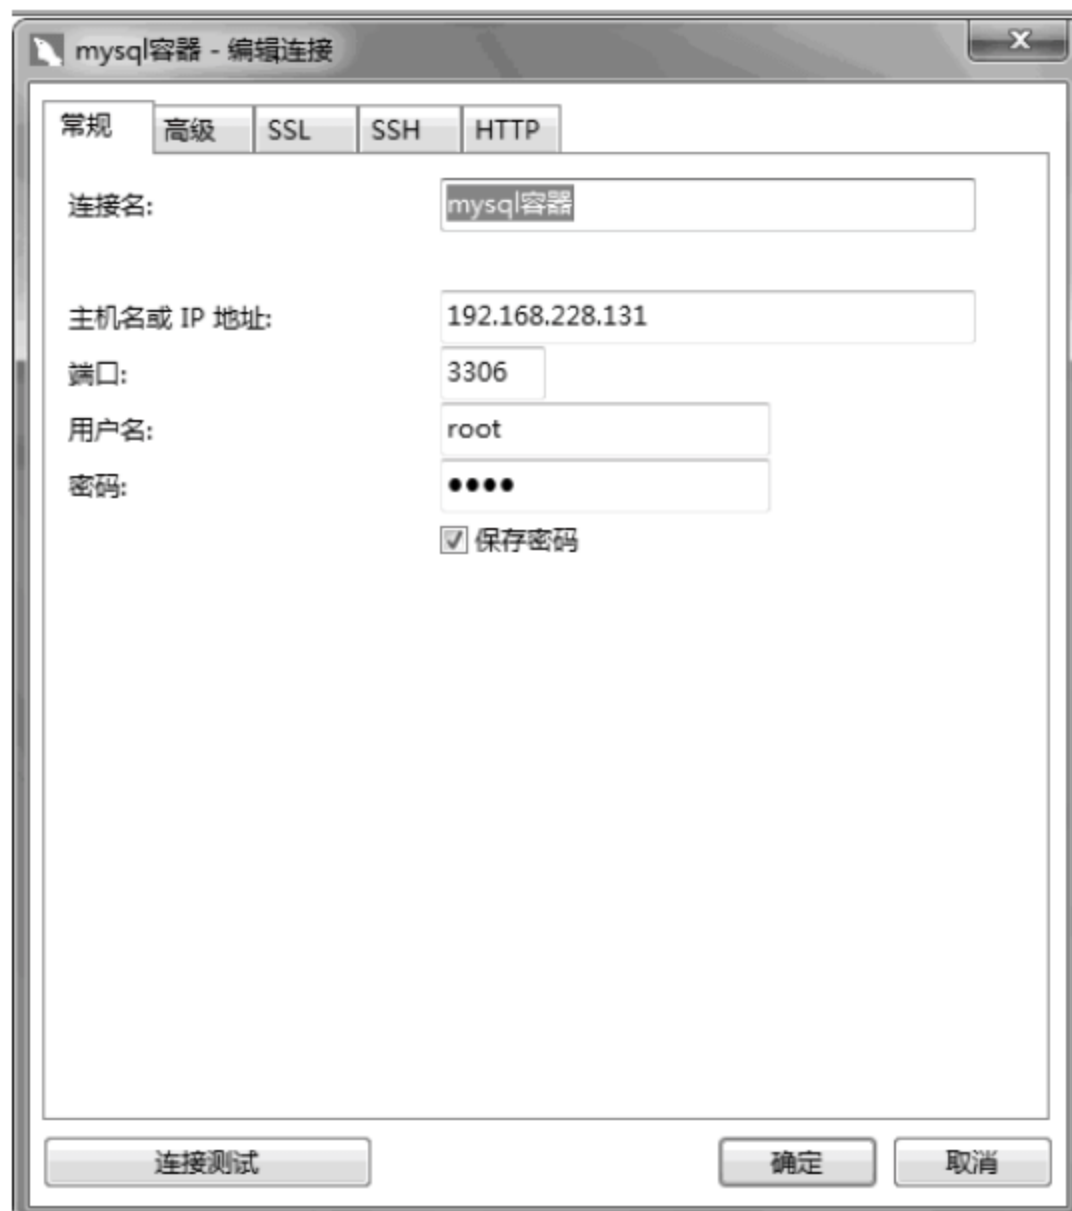 mysql容器 - 编辑连接
常规 高级 SSL SSH HTTP
连接名: mysql容器
主机名或 IP 地址: 192.168.228.131
端口: 3306
用户名: root
密码: ●●●●
保存密码
连接测试 确定 取消